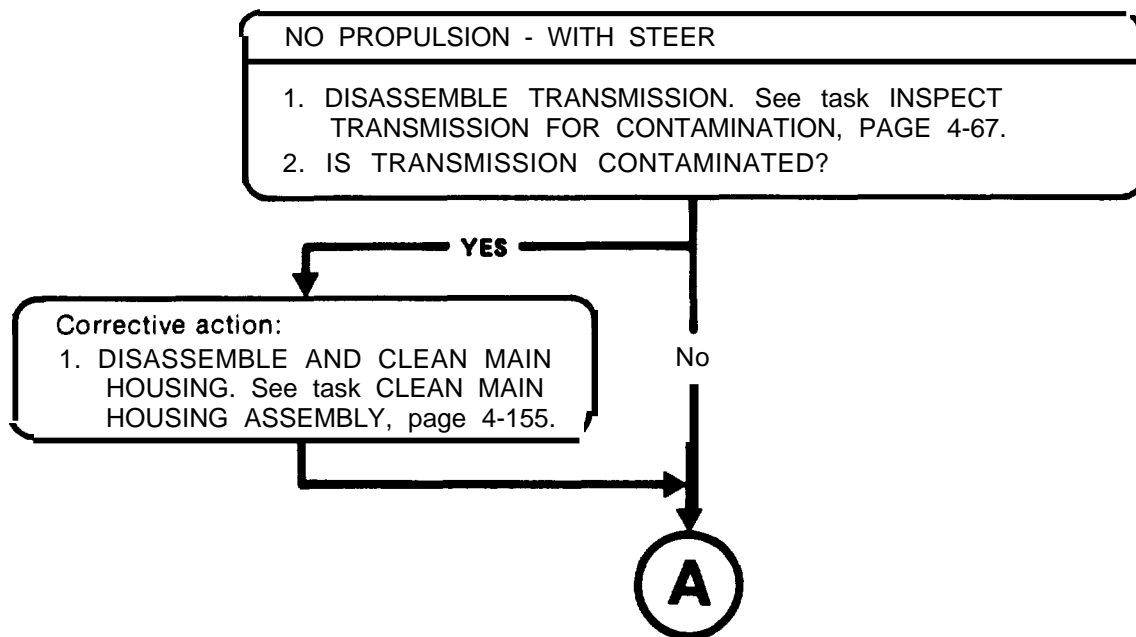 NO PROPULSION - WITH STEER
1. DISASSEMBLE TRANSMISSION. See task INSPECT
TRANSMISSION FOR CONTAMINATION, PAGE 4-67.
2. IS TRANSMISSION CONTAMINATED?
YES
Corrective action:
1. DISASSEMBLE AND CLEAN MAIN
HOUSING. See task CLEAN MAIN
HOUSING ASSEMBLY, page 4-155.
No
A